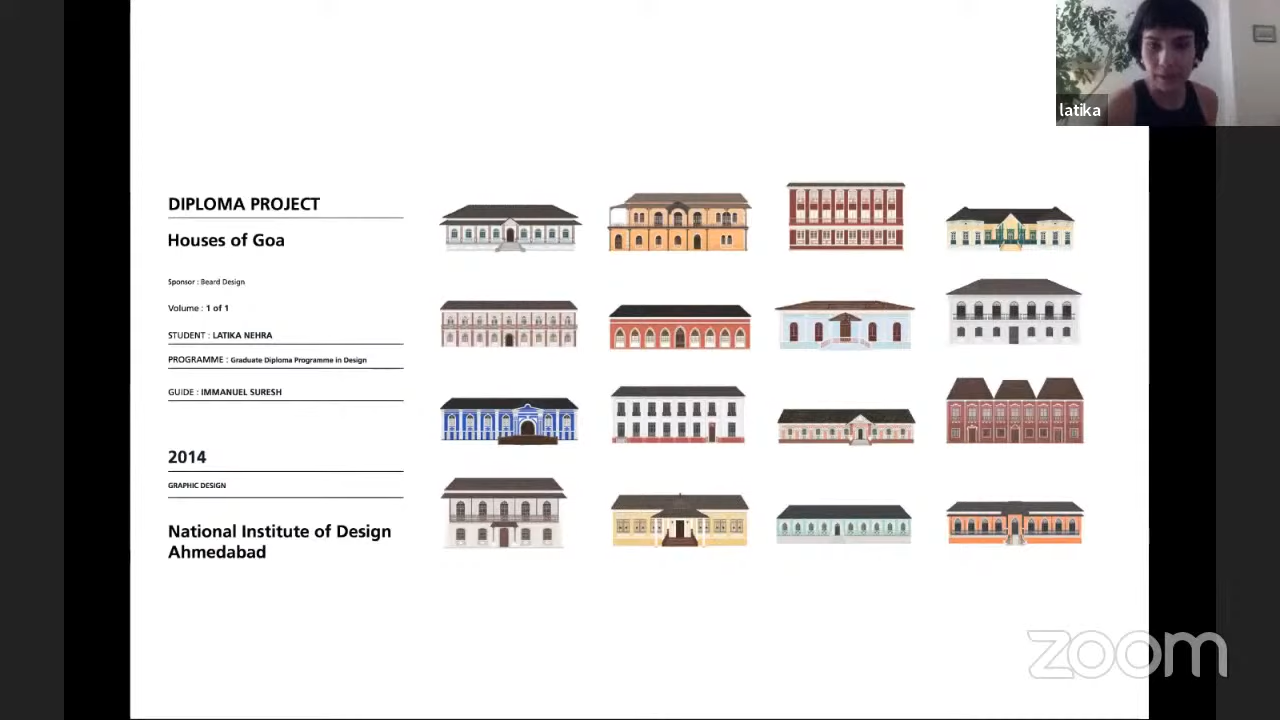 latika
DIPLOMA PROJECT
Houses of Goa
Sponsor : Beard Design
Volume : 1 of 1
STUDENT : LATIKA NEHRA
PROGRAMME : Graduate Diploma Programme in Design
GUIDE : IMMANUEL SURESH
2014
GRAPHIC DESIGN
National Institute of Design
Ahmedabad
zoom